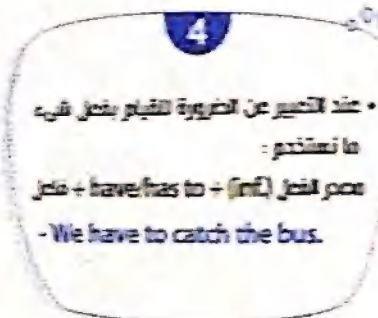 4
• عند التعبير عن الضرورة للقيام بفعل شيء
ما نستخدم :
فاعل + have/has to + (inf.) مصدر الفعل
- We have to catch the bus.